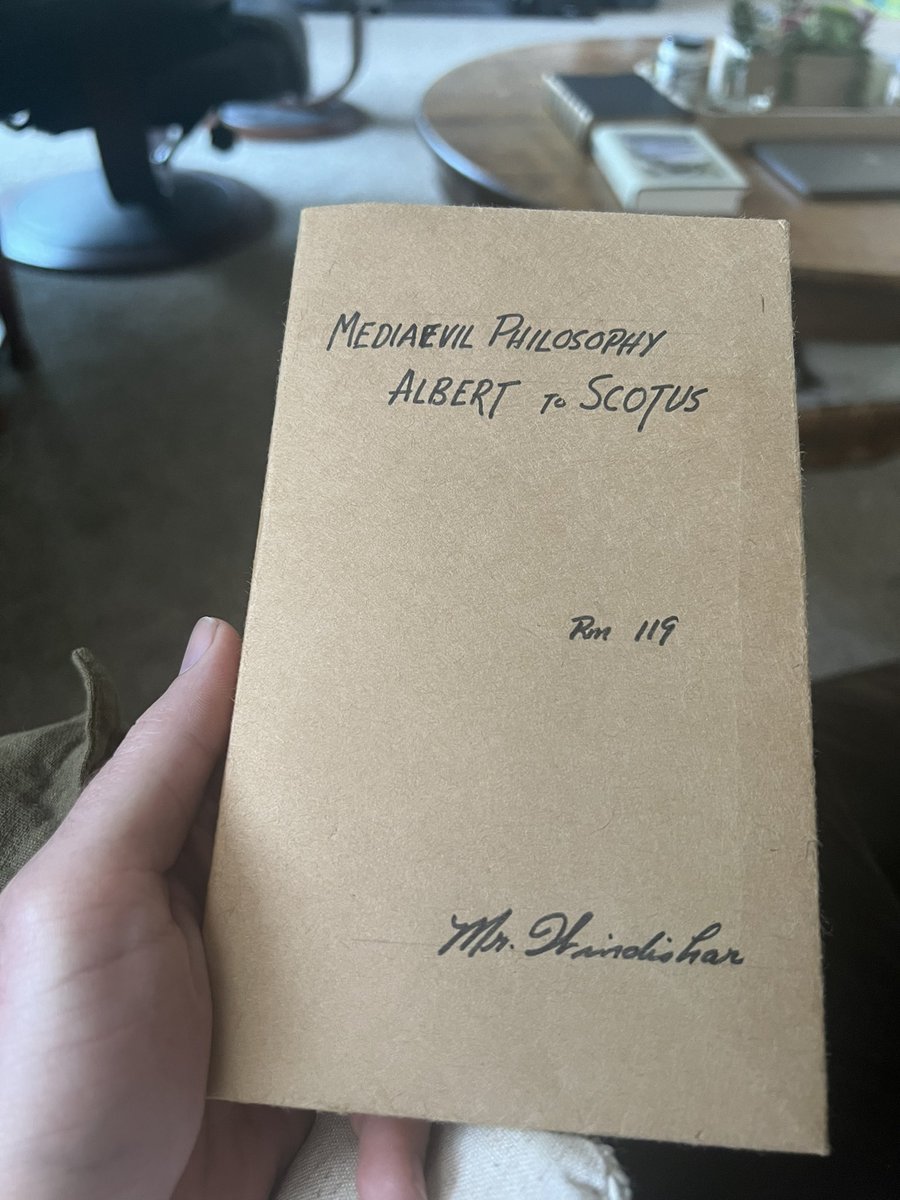 MEDIAEVIL PHILOSOPHY
ALBERT TO SCOTUS
Rm 119
Mr. Windishar